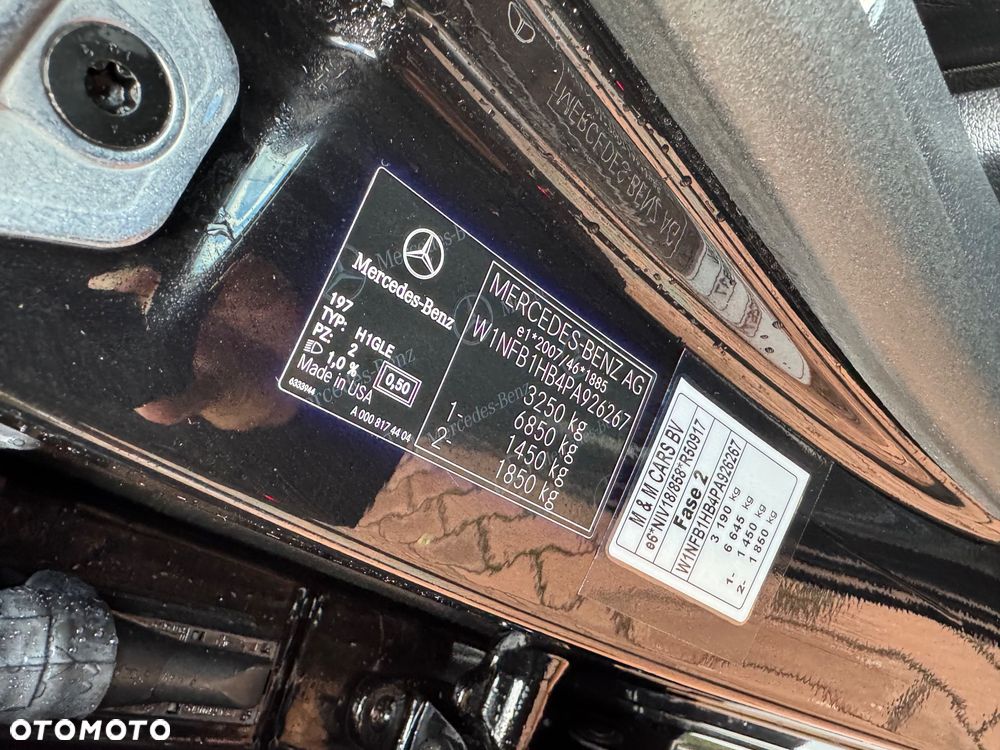 Mercedes-Benz
197
TYP: H1GLE
PZ: 2
1,0 %
0,50
Made in USA
6333944
A 000 817 44 04
MERCEDES-BENZ AG
e1*2007/46*1885
W1NFB1HB4PA926267
3250 kg
6850 kg
1- 1450 kg
2- 1850 kg
M & M CARS BV
e6*NIV18/858*R50917
Fase 2
W1NFB1HB4PA926267
3 190 kg
6 645 kg
1- 1 450 kg
2- 1 850 kg
OTOMOTO